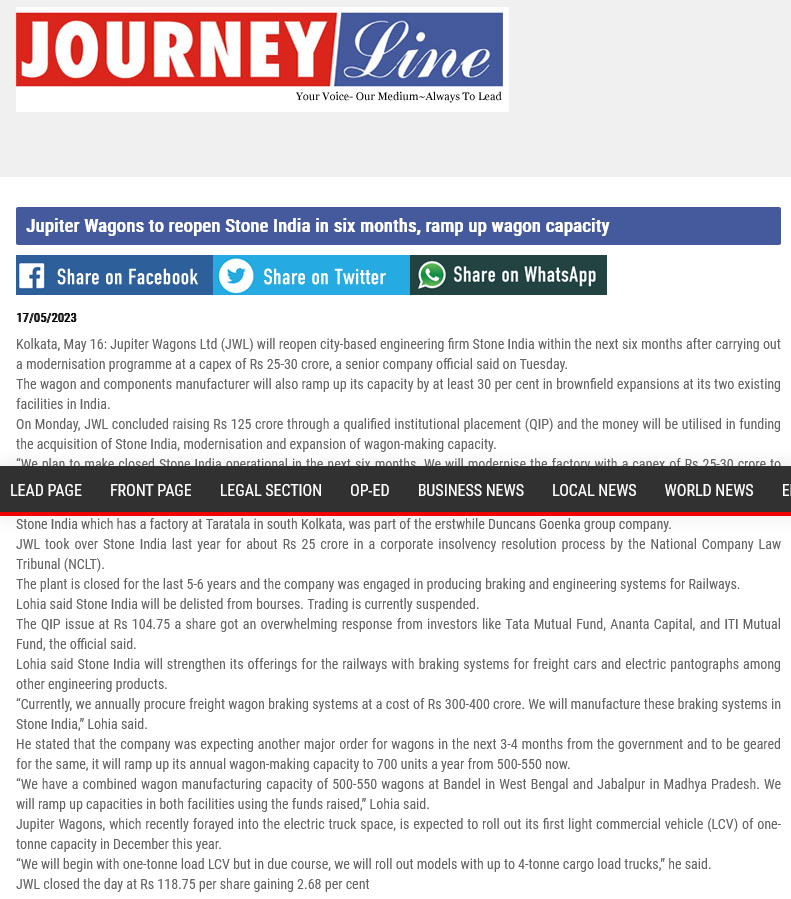 JOURNEY Line
Your Voice- Our Medium~Always To Lead
Jupiter Wagons to reopen Stone India in six months, ramp up wagon capacity
Share on Facebook Share on Twitter Share on WhatsApp
17/05/2023
Kolkata, May 16: Jupiter Wagons Ltd (JWL) will reopen city-based engineering firm Stone India within the next six months after carrying out
a modernisation programme at a capex of Rs 25-30 crore, a senior company official said on Tuesday.
The wagon and components manufacturer will also ramp up its capacity by at least 30 per cent in brownfield expansions at its two existing
facilities in India.
On Monday, JWL concluded raising Rs 125 crore through a qualified institutional placement (QIP) and the money will be utilised in funding
the acquisition of Stone India, modernisation and expansion of wagon-making capacity.
“We plan to make closed Stone India operational in the next six months. We will modernise the factory with a capex of Rs 25-30 crore to
LEAD PAGE FRONT PAGE LEGAL SECTION OP-ED BUSINESS NEWS LOCAL NEWS WORLD NEWS
Stone India which has a factory at Taratala in south Kolkata, was part of the erstwhile Duncans Goenka group company.
JWL took over Stone India last year for about Rs 25 crore in a corporate insolvency resolution process by the National Company Law
Tribunal (NCLT).
The plant is closed for the last 5-6 years and the company was engaged in producing braking and engineering systems for Railways.
Lohia said Stone India will be delisted from bourses. Trading is currently suspended.
The QIP issue at Rs 104.75 a share got an overwhelming response from investors like Tata Mutual Fund, Ananta Capital, and ITI Mutual
Fund, the official said.
Lohia said Stone India will strengthen its offerings for the railways with braking systems for freight cars and electric pantographs among
other engineering products.
“Currently, we annually procure freight wagon braking systems at a cost of Rs 300-400 crore. We will manufacture these braking systems in
Stone India,” Lohia said.
He stated that the company was expecting another major order for wagons in the next 3-4 months from the government and to be geared
for the same, it will ramp up its annual wagon-making capacity to 700 units a year from 500-550 now.
“We have a combined wagon manufacturing capacity of 500-550 wagons at Bandel in West Bengal and Jabalpur in Madhya Pradesh. We
will ramp up capacities in both facilities using the funds raised,” Lohia said.
Jupiter Wagons, which recently forayed into the electric truck space, is expected to roll out its first light commercial vehicle (LCV) of one-
tonne capacity in December this year.
“We will begin with one-tonne load LCV but in due course, we will roll out models with up to 4-tonne cargo load trucks,” he said.
JWL closed the day at Rs 118.75 per share gaining 2.68 per cent